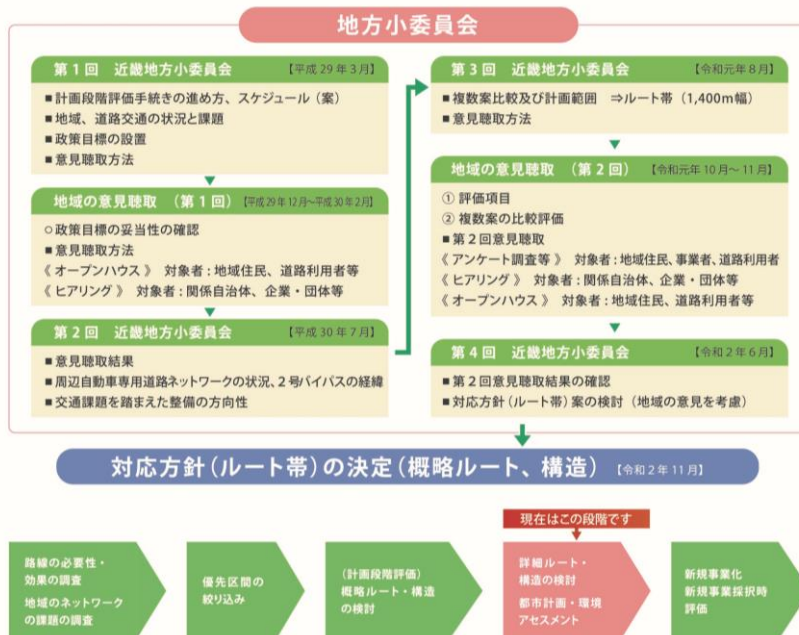 地方小委員会
第1回 近畿地方小委員会 【平成29年3月】
■計画段階評価手続きの進め方、スケジュール（案）
■地域、道路交通の状況と課題
■政策目標の設置
■意見聴取方法
地域の意見聴取 （第1回） 【平成29年12月～平成30年2月】
○政策目標の妥当性の確認
■意見聴取方法
《オープンハウス》 対象者：地域住民、道路利用者等
《ヒアリング》 対象者：関係自治体、企業・団体等
第2回 近畿地方小委員会 【平成30年7月】
■意見聴取結果
■周辺自動車専用道路ネットワークの状況、2号バイパスの経緯
■交通課題を踏まえた整備の方向性
第3回 近畿地方小委員会 【令和元年8月】
■複数案比較及び計画範囲 ⇒ルート帯（1,400m幅）
■意見聴取方法
地域の意見聴取 （第2回） 【令和元年10月～11月】
① 評価項目
② 複数案の比較評価
■第2回意見聴取
《アンケート調査等》 対象者：地域住民、事業者、道路利用者
《ヒアリング》 対象者：関係自治体、企業・団体等
《オープンハウス》 対象者：地域住民、道路利用者等
第4回 近畿地方小委員会 【令和2年6月】
■第2回意見聴取結果の確認
■対応方針（ルート帯）案の検討（地域の意見を考慮）
対応方針（ルート帯）の決定（概略ルート、構造） 【令和2年11月】
現在はこの段階です
路線の必要性・
効果の調査
地域のネットワーク
の課題の調査
優先区間の
絞り込み
（計画段階評価）
概略ルート・構造
の検討
詳細ルート・
構造の検討
都市計画・環境
アセスメント
新規事業化
新規事業採択時
評価